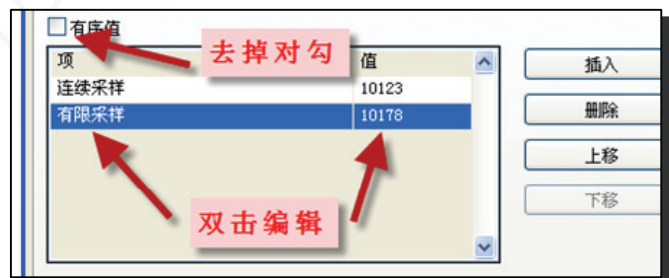 有序值
去掉对勾
项 值
连续采样 10123
有限采样 10178
双击编辑
插入
删除
上移
下移